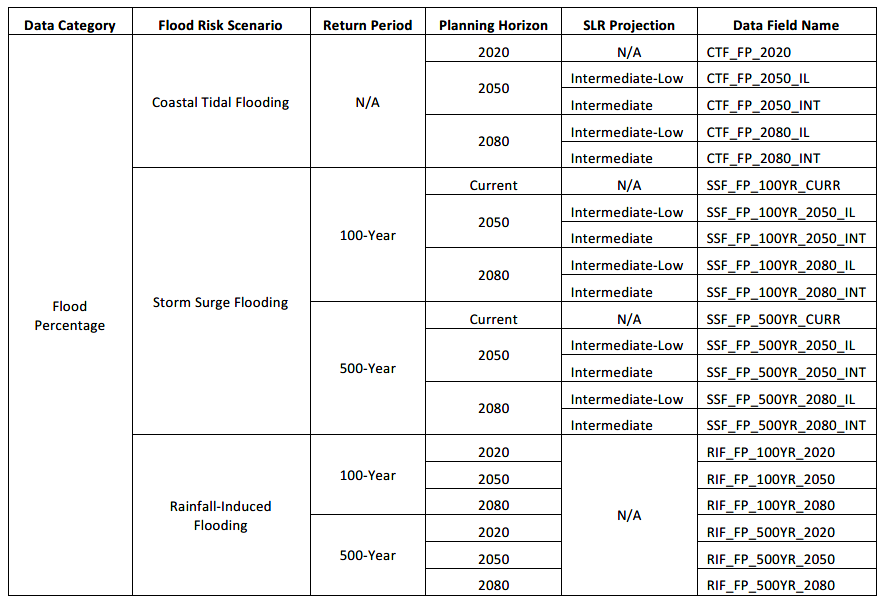 Data Category Flood Risk Scenario Return Period Planning Horizon SLR Projection Data Field Name
2020 N/A CTF_FP_2020
Intermediate-Low CTF_FP_2050_IL
2050
Coastal Tidal Flooding N/A Intermediate CTF_FP_2050_INT
Intermediate-Low CTF_FP_2080_IL
2080
Intermediate CTF_FP_2080_INT
Current N/A SSF_FP_100YR_CURR
Intermediate-Low SSF_FP_100YR_2050_IL
2050
100-Year Intermediate SSF_FP_100YR_2050_INT
Intermediate-Low SSF_FP_100YR_2080_IL
2080
Intermediate SSF_FP_100YR_2080_INT
Flood
Percentage
Storm Surge Flooding
Current N/A SSF_FP_500YR_CURR
Intermediate-Low SSF_FP_500YR_2050_IL
2050
500-Year Intermediate SSF_FP_500YR_2050_INT
Intermediate-Low SSF_FP_500YR_2080_IL
2080
Intermediate SSF_FP_500YR_2080_INT
2020 RIF_FP_100YR_2020
100-Year 2050 RIF_FP_100YR_2050
2080 RIF_FP_100YR_2080
Rainfall-Induced
Flooding
N/A
2020 RIF_FP_500YR_2020
500-Year 2050 RIF_FP_500YR_2050
2080 RIF_FP_500YR_2080